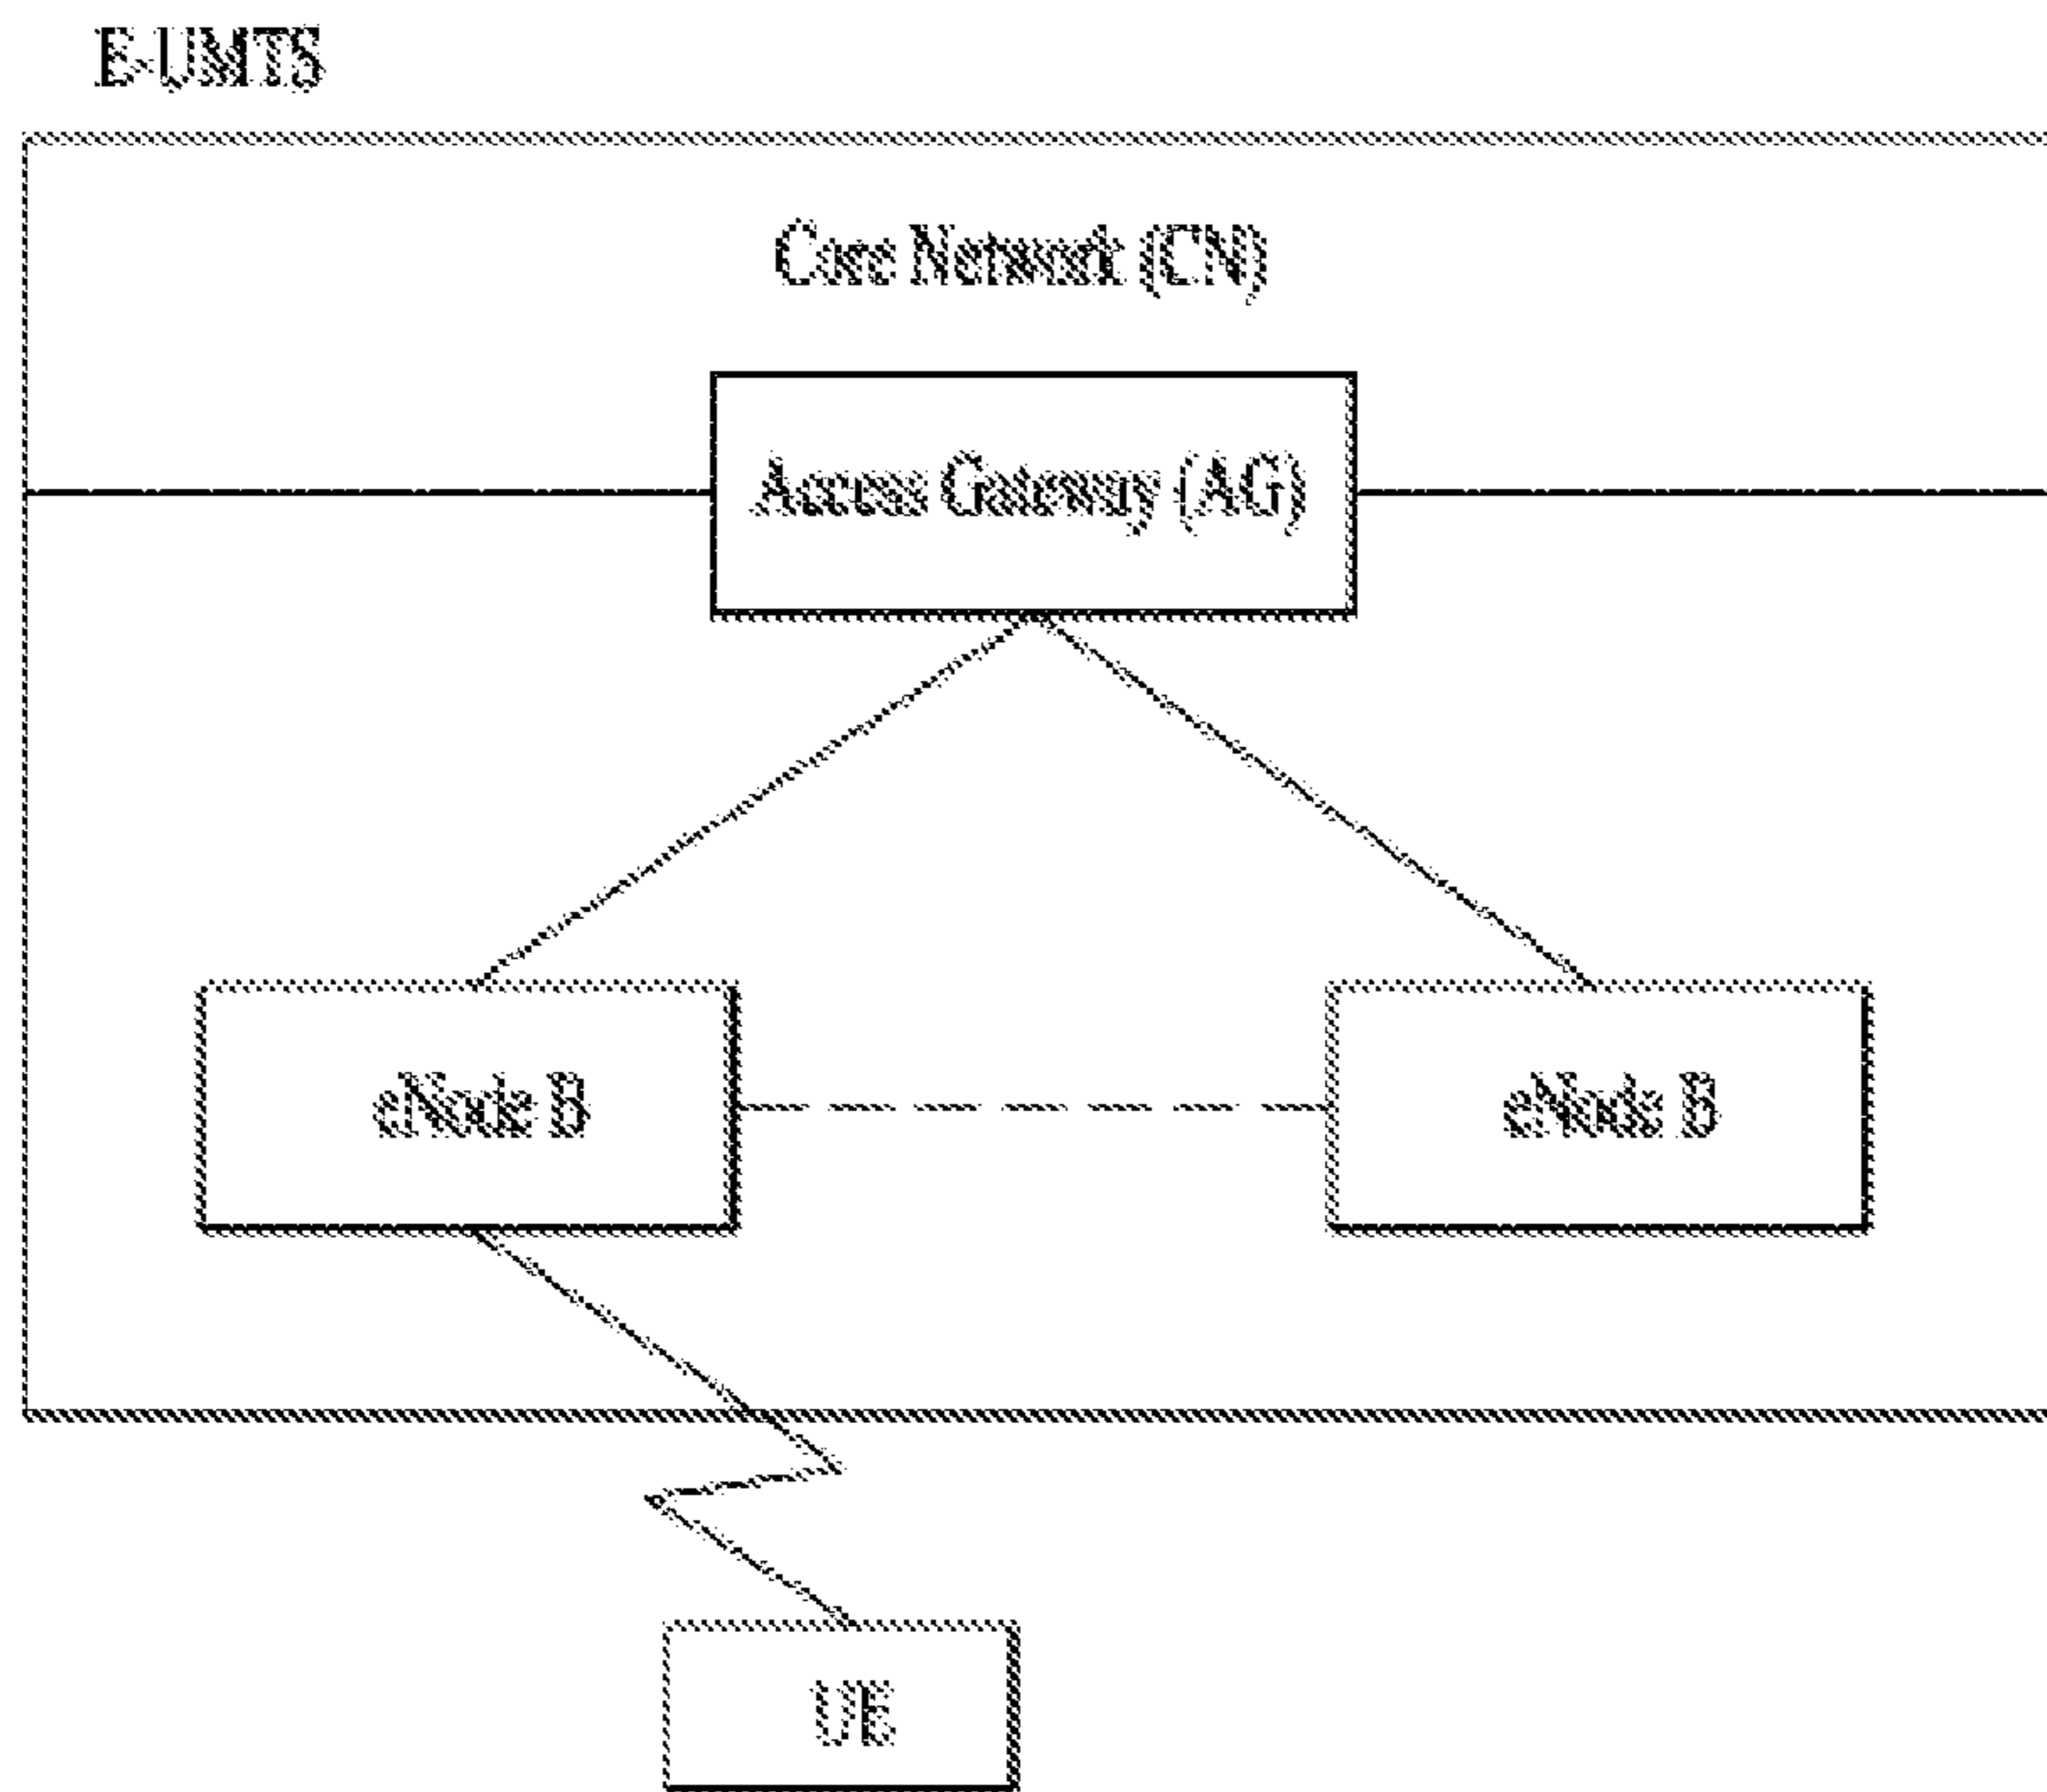 E-UMTS
Core Network (CN)
Access Gateway (AG)
eNode B
eNode B
UE